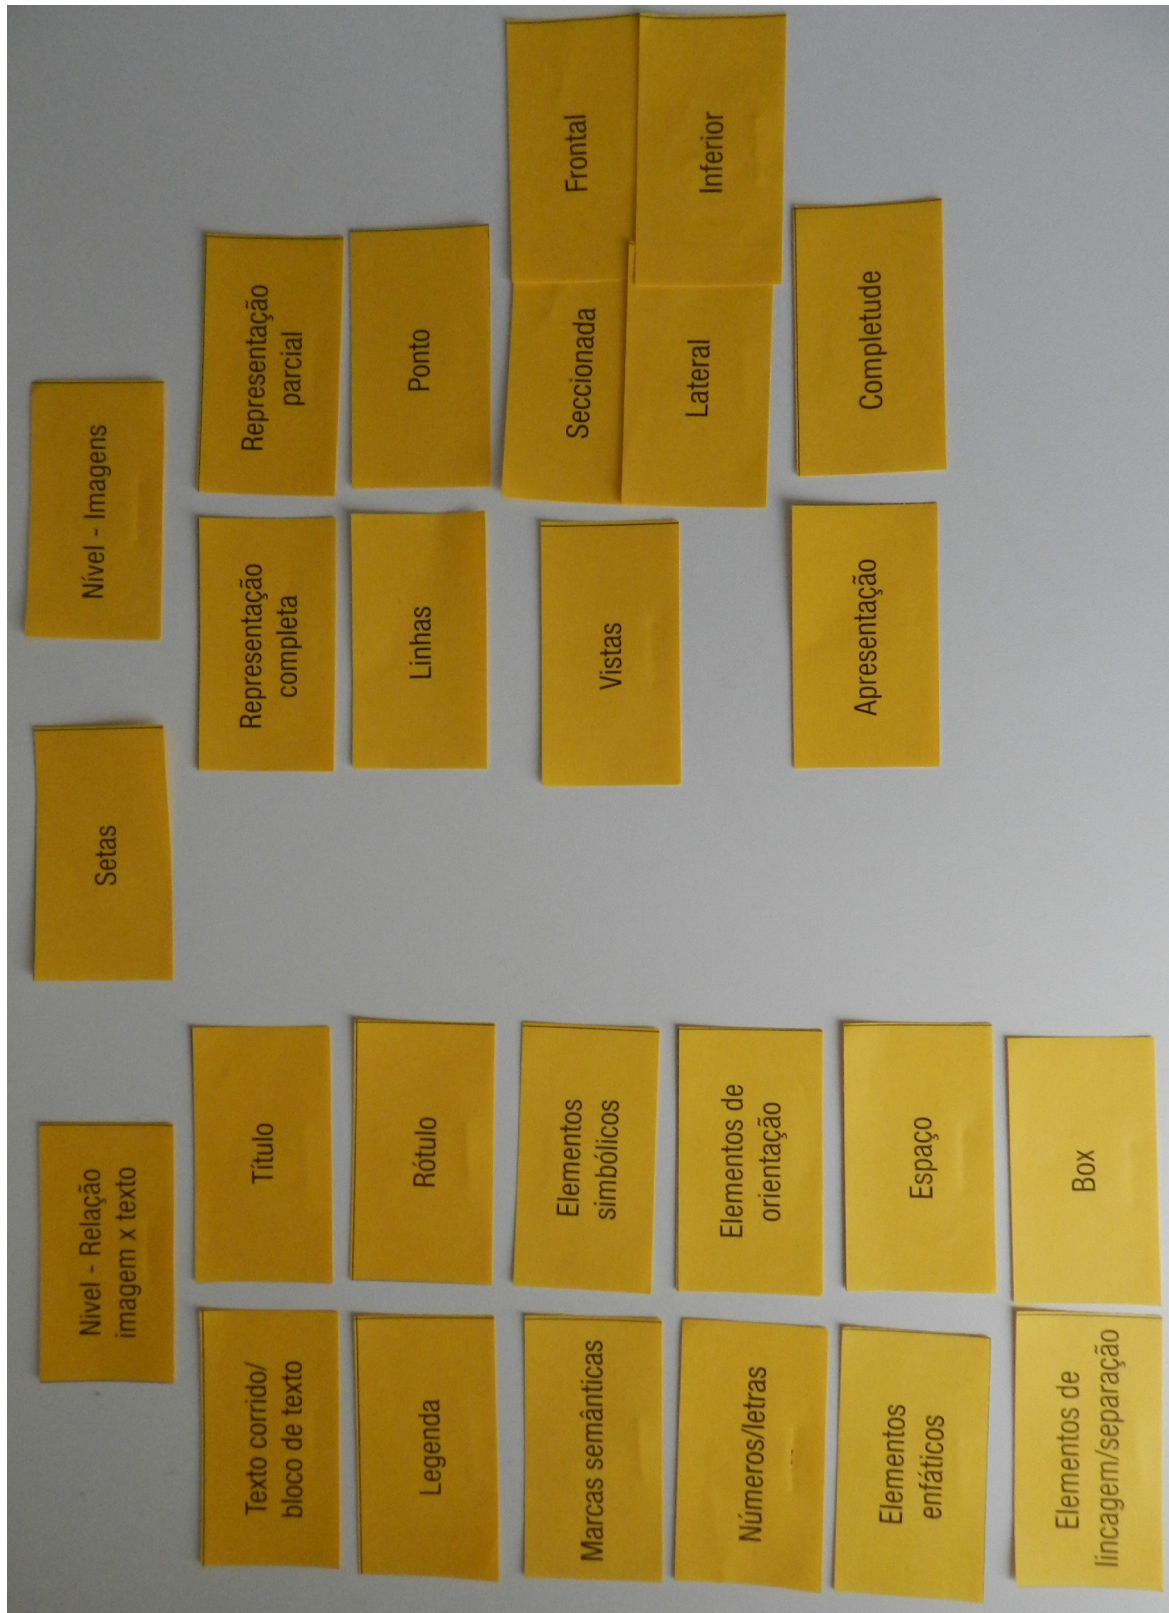 Nivel - Relação
imagem x texto
Setas
Nível - Imagens
Texto corrido/
bloco de texto
Título
Representação
completa
Representação
parcial
Legenda
Rótulo
Linhas
Ponto
Marcas semânticas
Elementos
simbólicos
Vistas
Seccionada
Frontal
Lateral
Inferior
Números/letras
Elementos de
orientação
Elementos
enfáticos
Espaço
Apresentação
Completude
Elementos de
lincagem/separação
Box